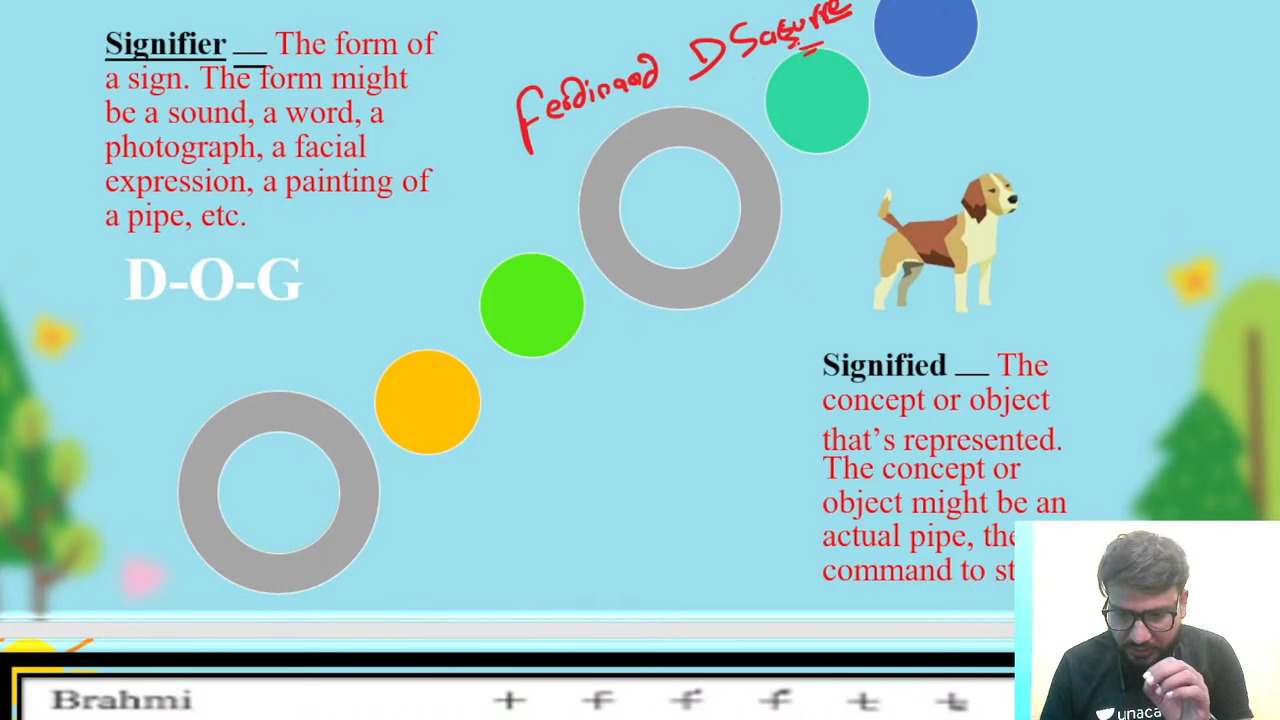 Signifier __ The form of
a sign. The form might
be a sound, a word, a
photograph, a facial
expression, a painting of
a pipe, etc.
D-O-G
Ferdinaad D Saeurre
Signified __ The
concept or object
that's represented.
The concept or
object might be an
actual pipe, the
command to st
Brahmi
unaca